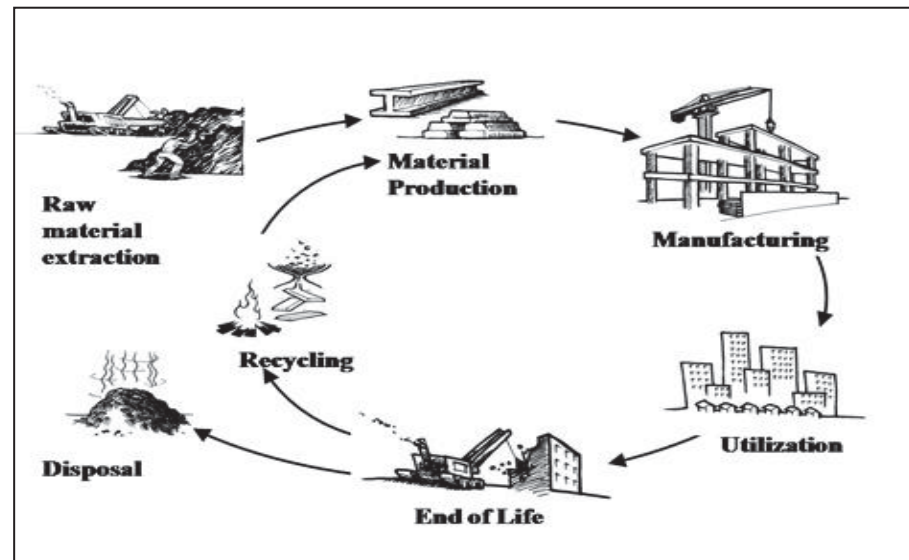 Raw
material
extraction
Material
Production
Manufacturing
Utilization
End of Life
Recycling
Disposal